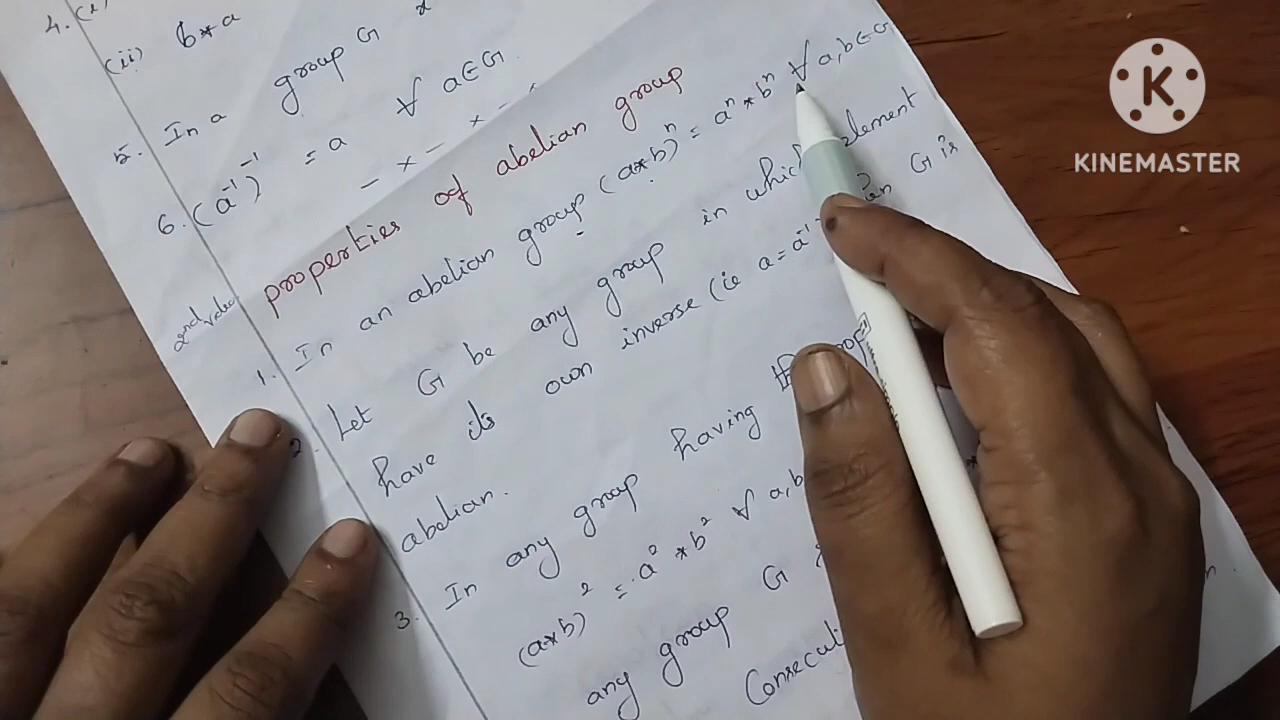 4. (i)
(ii) b*a
5. In a group G
6. (a⁻¹)⁻¹ = a ∀ a∈G.
– × – × – '
properties of abelian group
2nd video
1. In an abelian group (a*b)ⁿ = aⁿ * bⁿ ∀ a, b∈G
2. Let G be any group in which element
have its own inverse (ie a = a⁻¹ G is
abelian.
3. In any group having
(a*b)² = a² * b² ∀ a, b
any group G
Consecuti
K
KINEMASTER